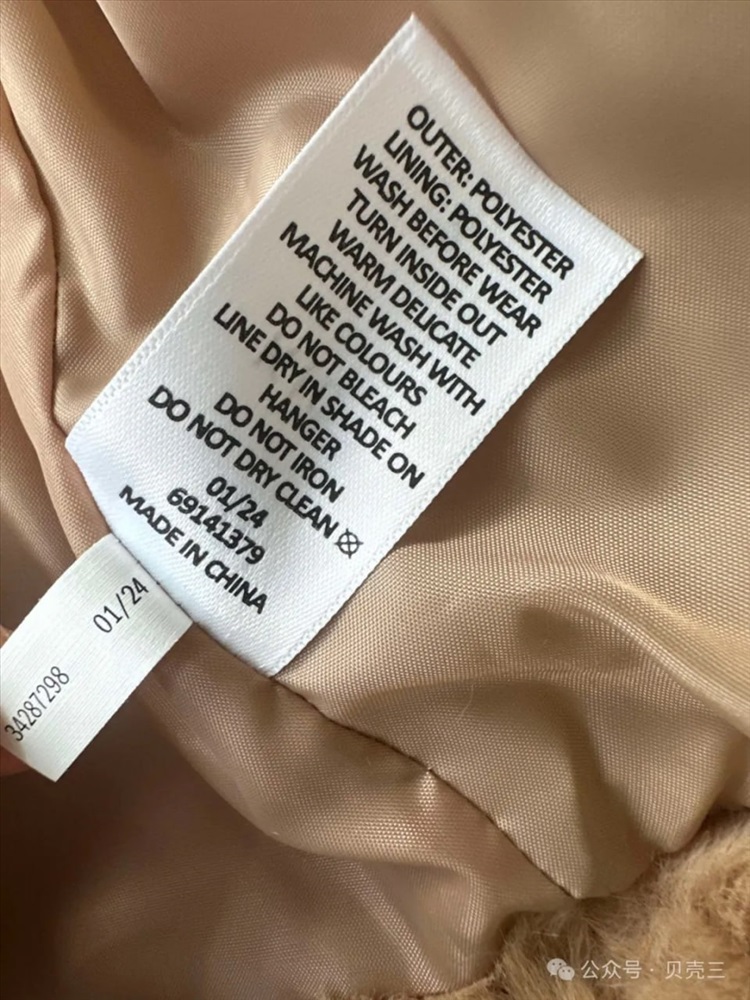 OUTER: POLYESTER
LINING: POLYESTER
WASH BEFORE WEAR
TURN INSIDE OUT
WARM DELICATE
MACHINE WASH WITH
LIKE COLOURS
DO NOT BLEACH
LINE DRY IN SHADE ON
HANGER
DO NOT IRON
DO NOT DRY CLEAN
01/24
69141379
MADE IN CHINA
01/24
34287298
公众号 · 贝壳三